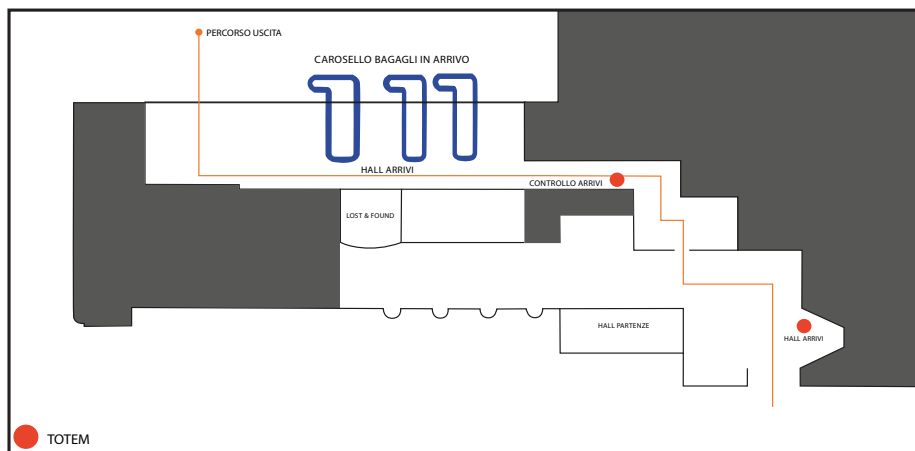 PERCORSO USCITA
CAROSELLO BAGAGLI IN ARRIVO
HALL ARRIVI
CONTROLLO ARRIVI
LOST & FOUND
HALL PARTENZE
HALL ARRIVI
TOTEM